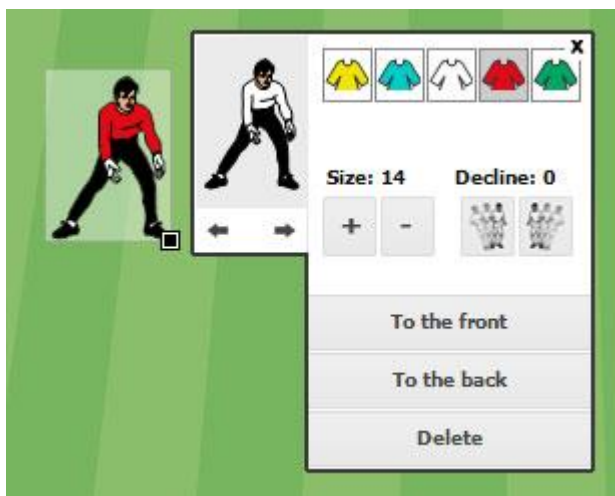 x
Size: 14 Decline: 0
+ -
To the front
To the back
Delete